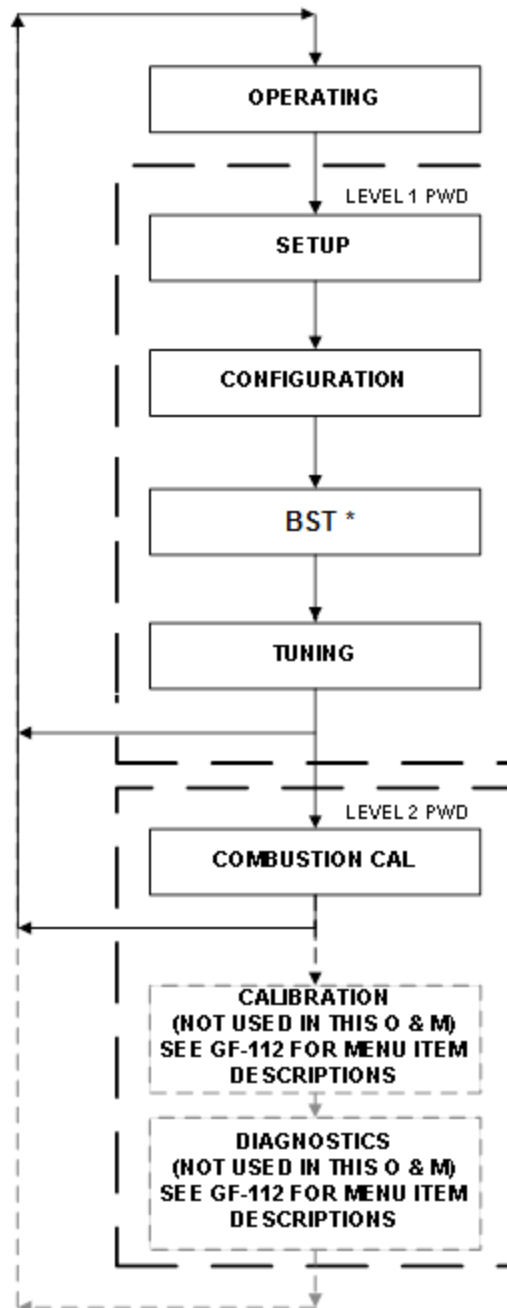 OPERATING
LEVEL 1 PWD
SETUP
CONFIGURATION
BST *
TUNING
LEVEL 2 PWD
COMBUSTION CAL
CALIBRATION
(NOT USED IN THIS O & M)
SEE GF-112 FOR MENU ITEM
DESCRIPTIONS
DIAGNOSTICS
(NOT USED IN THIS O & M)
SEE GF-112 FOR MENU ITEM
DESCRIPTIONS